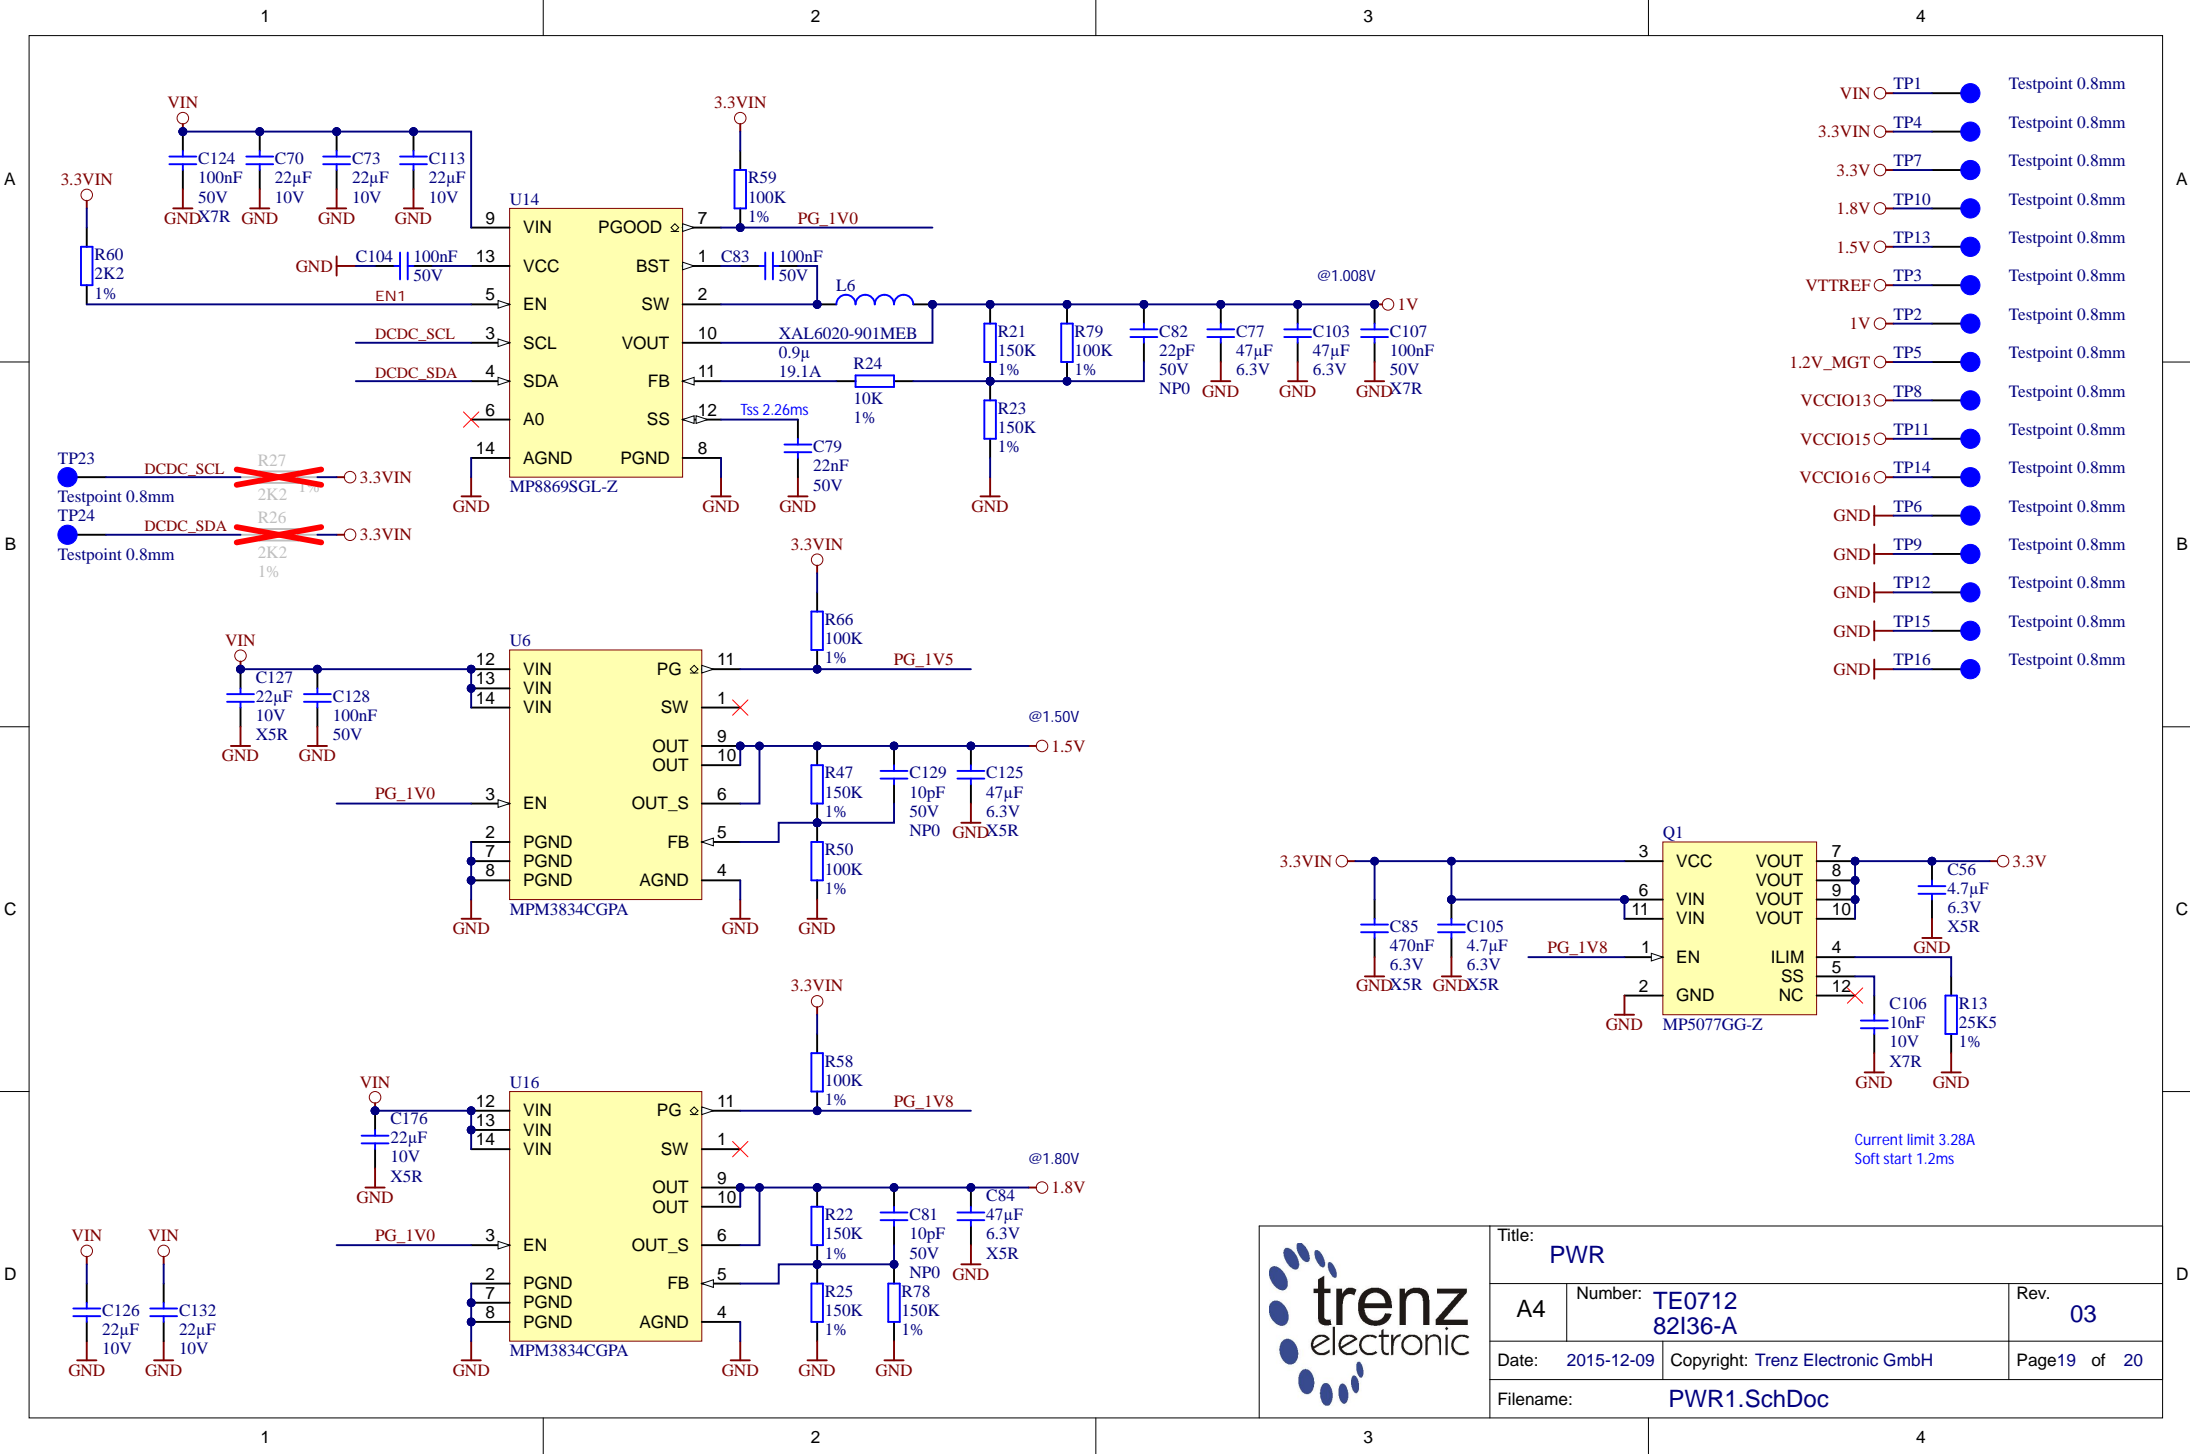 1 2 3 4
A A
B B
C C
D D
1 2 3 4
VIN
C124
100nF
50V
X7R
GND
C70
22µF
10V
GND
C73
22µF
10V
GND
C113
22µF
10V
GND
3.3VIN
R60
2K2
1%
GND
C104
100nF
50V
EN1
DCDC_SCL
DCDC_SDA
U14
9 VIN
13 VCC
5 EN
3 SCL
4 SDA
6 A0
14 AGND
PGOOD 7
BST 1
SW 2
VOUT 10
FB 11
SS 12
PGND 8
MP8869SGL-Z
GND
GND
3.3VIN
R59
100K
1%
PG_1V0
C83
100nF
50V
L6
XAL6020-901MEB
0.9µ
19.1A
R24
10K
1%
Tss 2.26ms
C79
22nF
50V
GND
R21
150K
1%
R79
100K
1%
R23
150K
1%
GND
C82
22pF
50V
NP0
C77
47µF
6.3V
GND
C103
47µF
6.3V
GND
C107
100nF
50V
X7R
GND
@1.008V
1V
TP23
Testpoint 0.8mm
DCDC_SCL
R27
2K2
1%
3.3VIN
TP24
Testpoint 0.8mm
DCDC_SDA
R26
2K2
1%
3.3VIN
VIN TP1 Testpoint 0.8mm
3.3VIN TP4 Testpoint 0.8mm
3.3V TP7 Testpoint 0.8mm
1.8V TP10 Testpoint 0.8mm
1.5V TP13 Testpoint 0.8mm
VTTREF TP3 Testpoint 0.8mm
1V TP2 Testpoint 0.8mm
1.2V_MGT TP5 Testpoint 0.8mm
VCCIO13 TP8 Testpoint 0.8mm
VCCIO15 TP11 Testpoint 0.8mm
VCCIO16 TP14 Testpoint 0.8mm
GND TP6 Testpoint 0.8mm
GND TP9 Testpoint 0.8mm
GND TP12 Testpoint 0.8mm
GND TP15 Testpoint 0.8mm
GND TP16 Testpoint 0.8mm
VIN
C127
22µF
10V
X5R
GND
C128
100nF
50V
GND
PG_1V0
U6
12 VIN
13 VIN
14 VIN
3 EN
2 PGND
7 PGND
8 PGND
PG 11
SW 1
OUT 9
OUT 10
OUT_S 6
FB 5
AGND 4
MPM3834CGPA
GND
GND
3.3VIN
R66
100K
1%
PG_1V5
R47
150K
1%
R50
100K
1%
GND
C129
10pF
50V
NP0
C125
47µF
6.3V
X5R
GND
@1.50V
1.5V
3.3VIN
C85
470nF
6.3V
X5R
GND
C105
4.7µF
6.3V
X5R
GND
PG_1V8
Q1
3 VCC
6 VIN
11 VIN
1 EN
2 GND
VOUT 7
VOUT 8
VOUT 9
VOUT 10
ILIM 4
SS 5
NC 12
MP5077GG-Z
GND
3.3V
C56
4.7µF
6.3V
X5R
GND
C106
10nF
10V
X7R
GND
R13
25K5
1%
GND
Current limit 3.28A
Soft start 1.2ms
VIN
C176
22µF
10V
X5R
GND
PG_1V0
U16
12 VIN
13 VIN
14 VIN
3 EN
2 PGND
7 PGND
8 PGND
PG 11
SW 1
OUT 9
OUT 10
OUT_S 6
FB 5
AGND 4
MPM3834CGPA
GND
GND
3.3VIN
R58
100K
1%
PG_1V8
R22
150K
1%
R25
150K
1%
GND
C81
10pF
50V
NP0
R78
150K
1%
GND
C84
47µF
6.3V
X5R
GND
@1.80V
1.8V
VIN
C126
22µF
10V
GND
VIN
C132
22µF
10V
GND
trenz
electronic
Title:
PWR
A4
Number: TE0712
82I36-A
Rev.
03
Date: 2015-12-09
Copyright: Trenz Electronic GmbH
Page19 of 20
Filename: PWR1.SchDoc